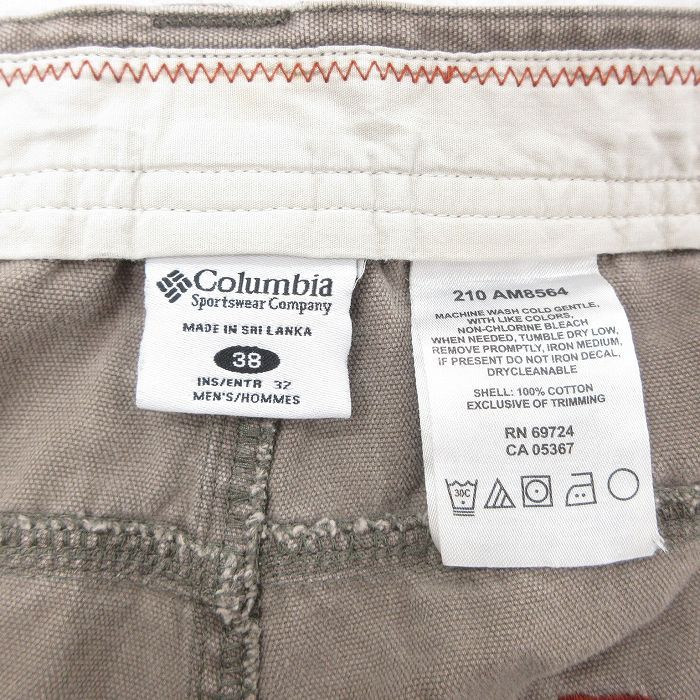 Columbia
Sportswear Company
MADE IN SRI LANKA
38
INS/ENTR 32
MEN'S/HOMMES
210 AM8564
MACHINE WASH COLD GENTLE,
WITH LIKE COLORS,
NON-CHLORINE BLEACH
WHEN NEEDED, TUMBLE DRY LOW,
REMOVE PROMPTLY, IRON MEDIUM,
IF PRESENT DO NOT IRON DECAL,
DRYCLEANABLE
SHELL: 100% COTTON
EXCLUSIVE OF TRIMMING
RN 69724
CA 05367
30C